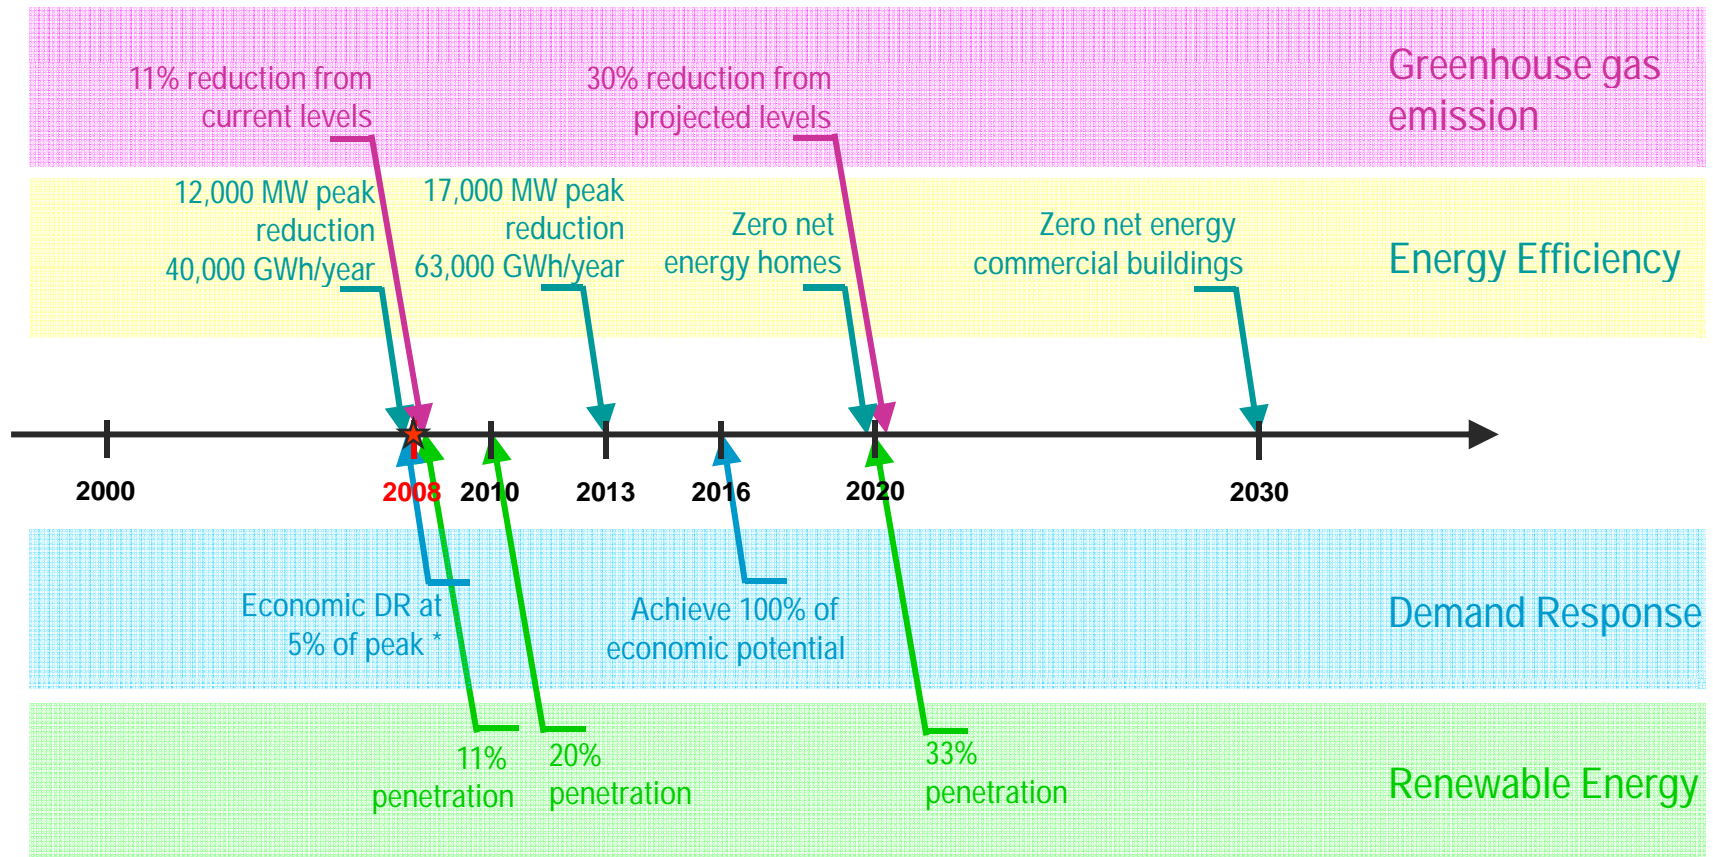 11% reduction from
current levels
30% reduction from
projected levels
Greenhouse gas
emission
12,000 MW peak
reduction
40,000 GWh/year
17,000 MW peak
reduction
63,000 GWh/year
Zero net
energy homes
Zero net energy
commercial buildings
Energy Efficiency
2000
2008
2010
2013
2016
2020
2030
Economic DR at
5% of peak *
Achieve 100% of
economic potential
Demand Response
11%
penetration
20%
penetration
33%
penetration
Renewable Energy